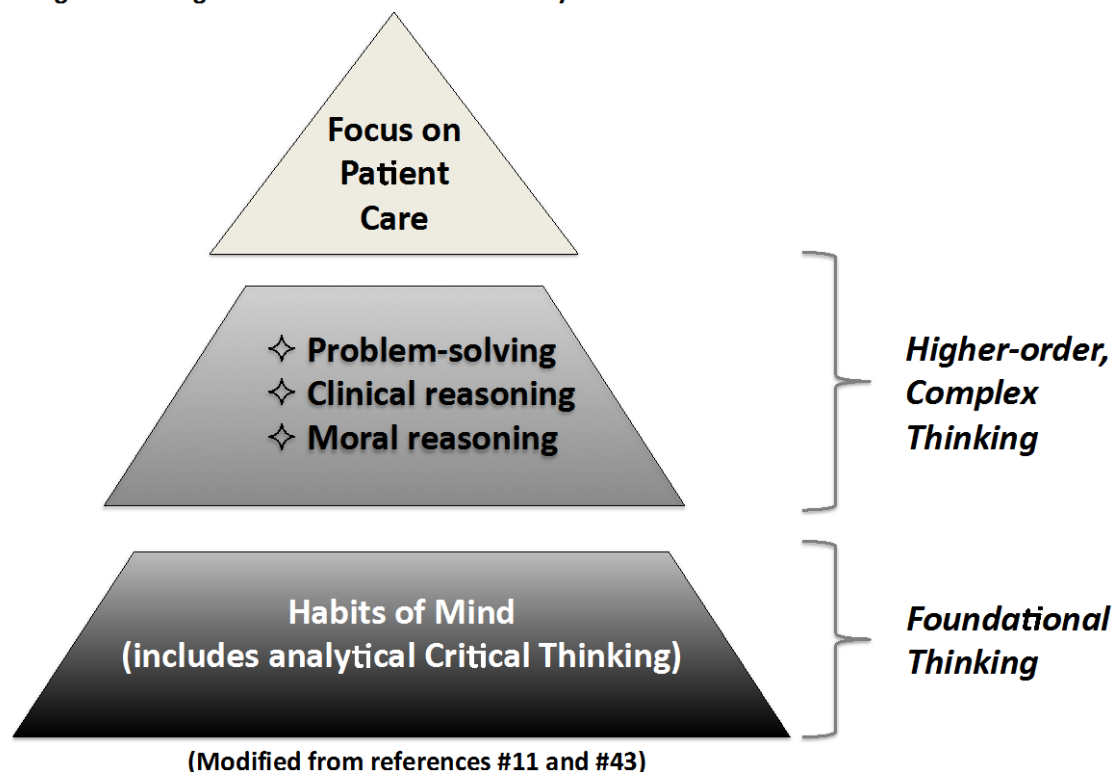 Focus on
Patient
Care
✧ Problem-solving
✧ Clinical reasoning
✧ Moral reasoning
Higher-order,
Complex
Thinking
Habits of Mind
(includes analytical Critical Thinking)
Foundational
Thinking
(Modified from references #11 and #43)